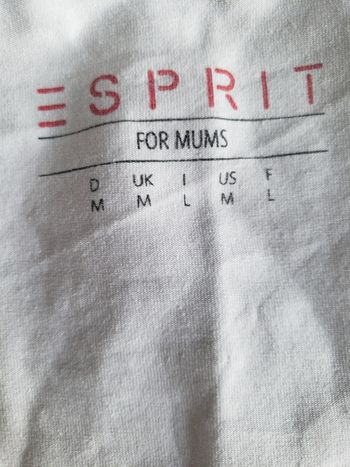 ESPRIT
FOR MUMS
D UK I US F
M M L M L